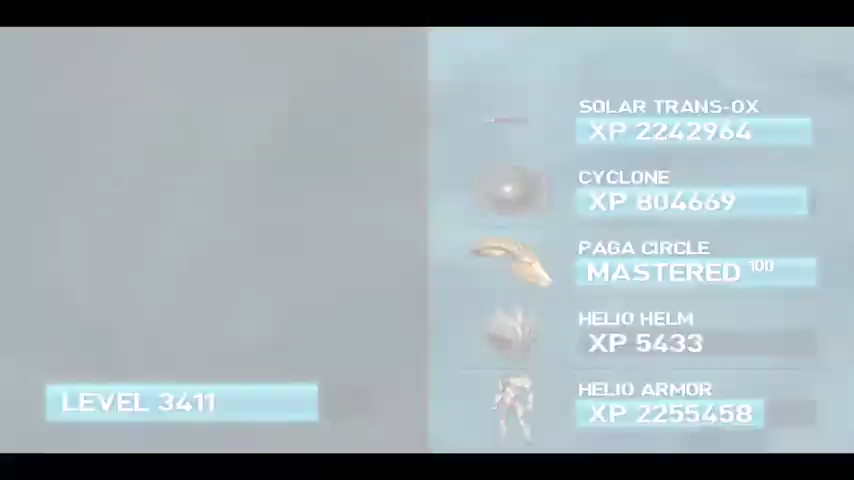 SOLAR TRANS-OX
XP 2242964
CYCLONE
XP 804669
PAGA CIRCLE
MASTERED 100
HELIO HELM
XP 5433
HELIO ARMOR
XP 2255458
LEVEL 3411